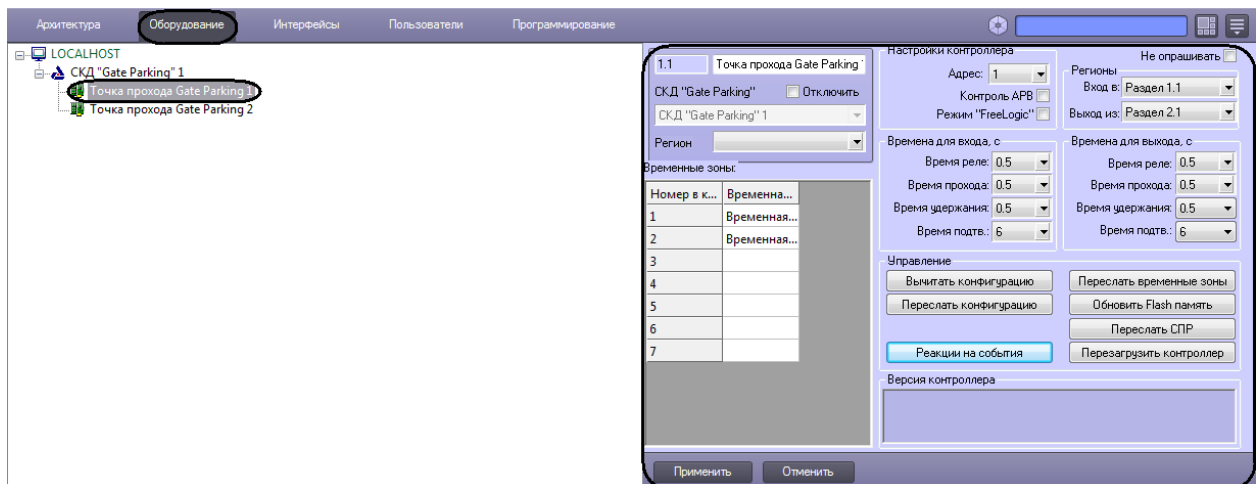 Архитектура Оборудование Интерфейсы Пользователи Программирование
LOCALHOST
СКД "Gate Parking" 1
Точка прохода Gate Parking 1
Точка прохода Gate Parking 2
1.1 Точка прохода Gate Parking
СКД "Gate Parking" Отключить
СКД "Gate Parking" 1
Регион
Временные зоны:
Номер в к... Временна...
1 Временная...
2 Временная...
3
4
5
6
7
Настройки контроллера
Адрес: 1
Контроль APB
Режим "FreeLogic"
Не опрашивать
Регионы
Вход в: Раздел 1.1
Выход из: Раздел 2.1
Времена для входа, с
Время реле: 0.5
Время прохода: 0.5
Время удержания: 0.5
Время подтв.: 6
Времена для выхода, с
Время реле: 0.5
Время прохода: 0.5
Время удержания: 0.5
Время подтв.: 6
Управление
Вычитать конфигурацию Переслать временные зоны
Переслать конфигурацию Обновить Flash память
Переслать СПР
Реакции на события Перезагрузить контроллер
Версия контроллера
Применить Отменить